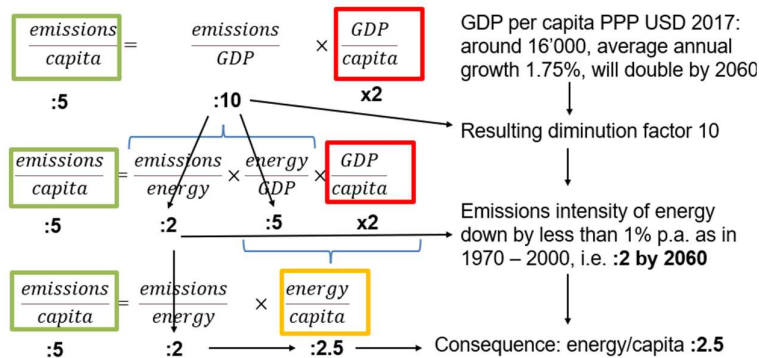 emissions/capita = emissions/GDP × GDP/capita
:5 :10 x2
GDP per capita PPP USD 2017:
around 16'000, average annual
growth 1.75%, will double by 2060
Resulting diminution factor 10
emissions/capita = emissions/energy × energy/GDP × GDP/capita
:5 :2 :5 x2
Emissions intensity of energy
down by less than 1% p.a. as in
1970 – 2000, i.e. :2 by 2060
emissions/capita = emissions/energy × energy/capita
:5 :2 :2.5
Consequence: energy/capita :2.5